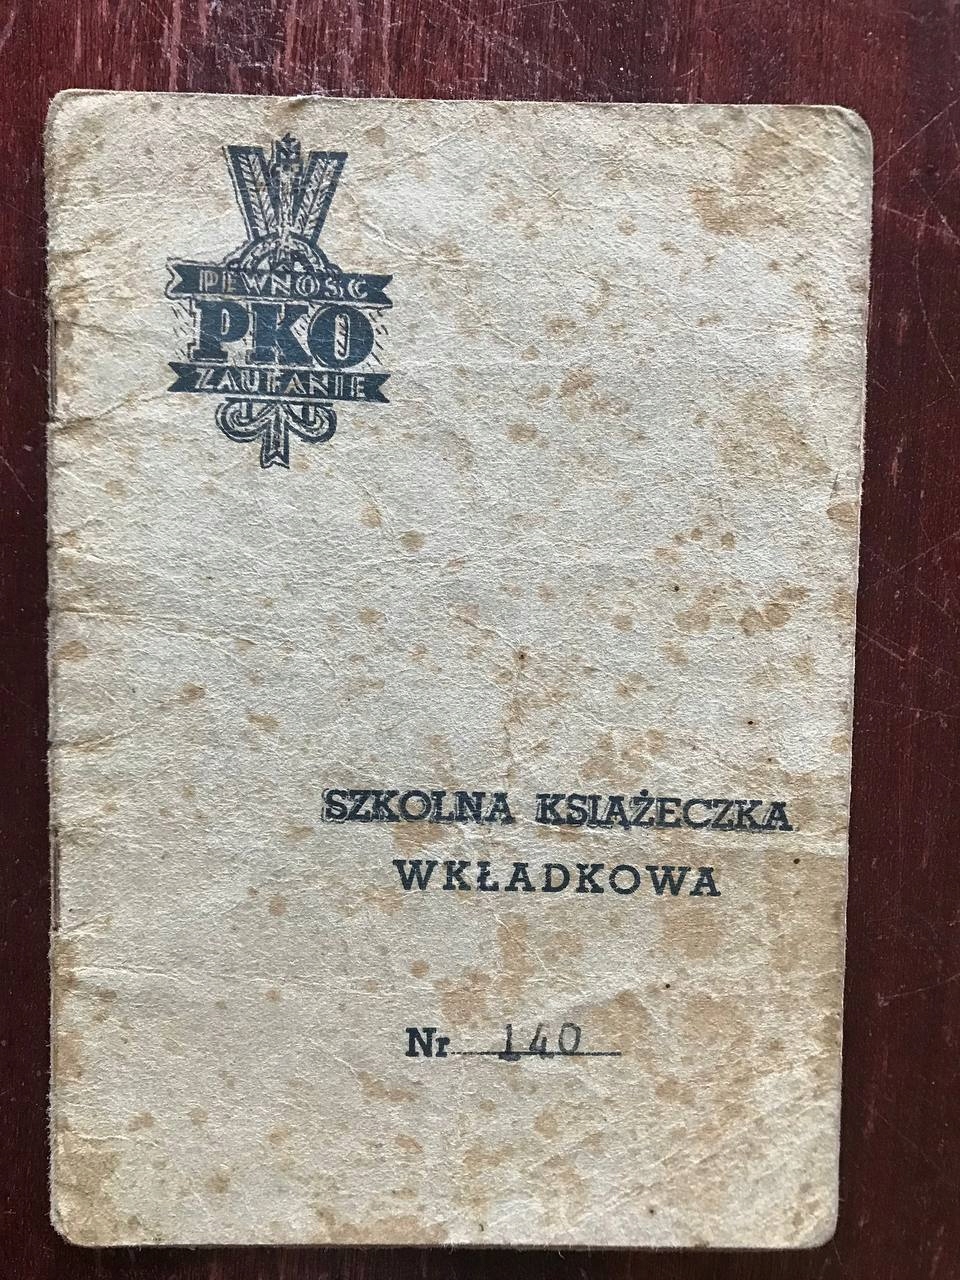 PEWNOŚĆ
PKO
ZAUFANIE
SZKOLNA KSIĄŻECZKA
WKŁADKOWA
Nr 140